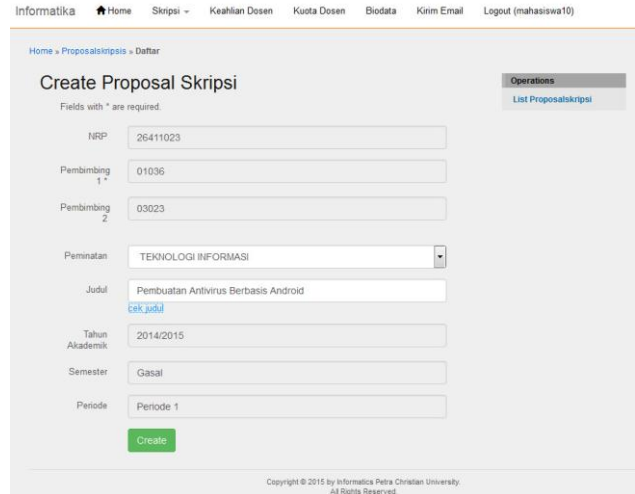 Informatika Home Skripsi Keahlian Dosen Kuota Dosen Biodata Kirim Email Logout (mahasiswa10)
Home » Proposalskripsis » Daftar
Create Proposal Skripsi
Fields with * are required.
NRP 26411023
Pembimbing 1 * 01036
Pembimbing 2 03023
Peminatan TEKNOLOGI INFORMASI
Judul Pembuatan Antivirus Berbasis Android
cek judul
Tahun Akademik 2014/2015
Semester Gasal
Periode Periode 1
Create
Operations
List Proposalskripsi
Copyright © 2015 by Informatics Petra Christian University.
All Rights Reserved.